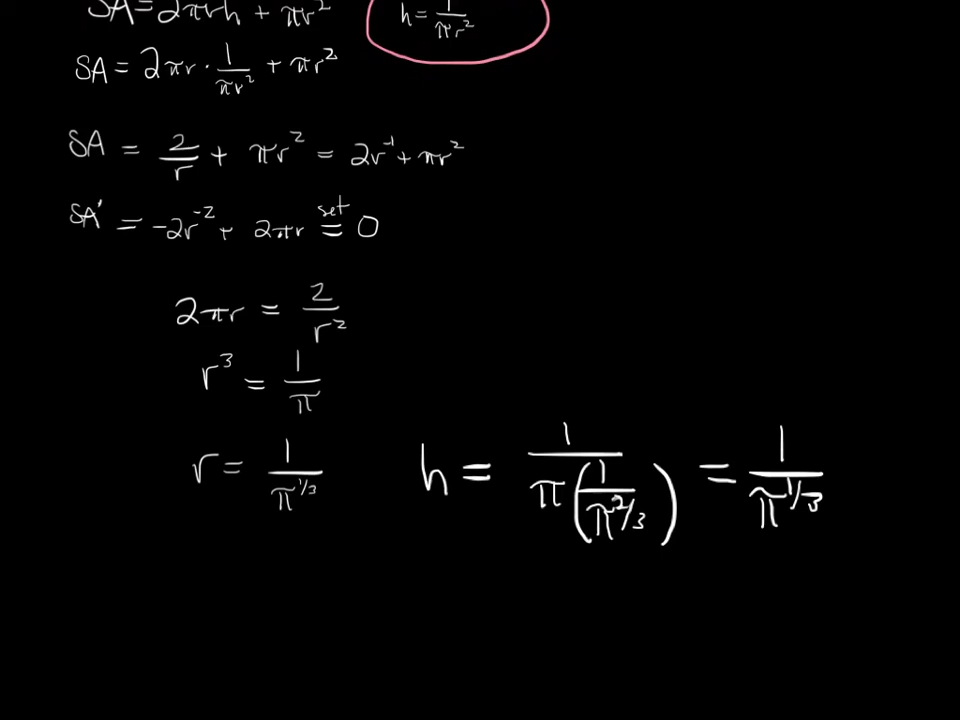 SA = 2πrh + πr²
h = 1/(πr²)
SA = 2πr · 1/(πr²) + πr²
SA = 2/r + πr² = 2r⁻¹ + πr²
SA' = -2r⁻² + 2πr set = 0
2πr = 2/r²
r³ = 1/π
r = 1/π^(1/3)
h = 1/(π(1/π^(2/3))) = 1/π^(1/3)